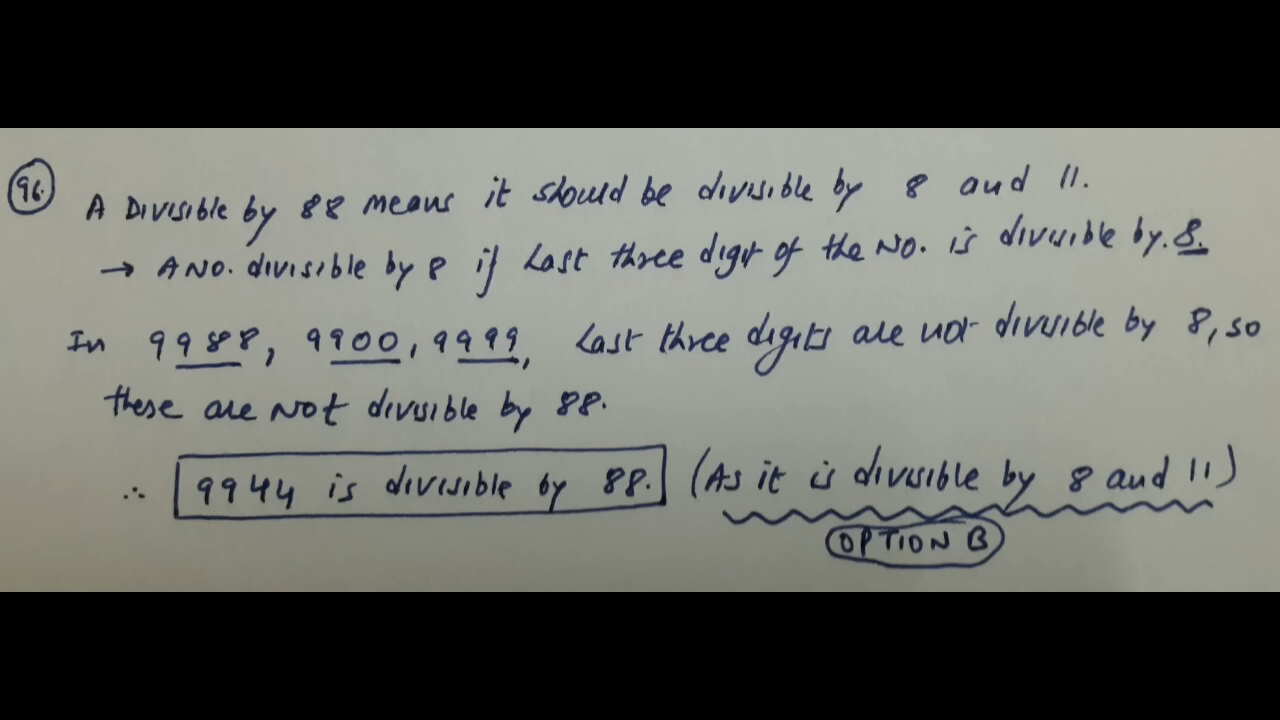 96.
A Divisible by 88 means it should be divisible by 8 and 11.
→ A No. divisible by 8 if Last three digit of the No. is divisible by. 8.
In 9988, 9900, 9999, Last three digits are not divisible by 8, so
these are Not divisible by 88.
∴ 9944 is divisible by 88. (As it is divisible by 8 and 11)
OPTION B